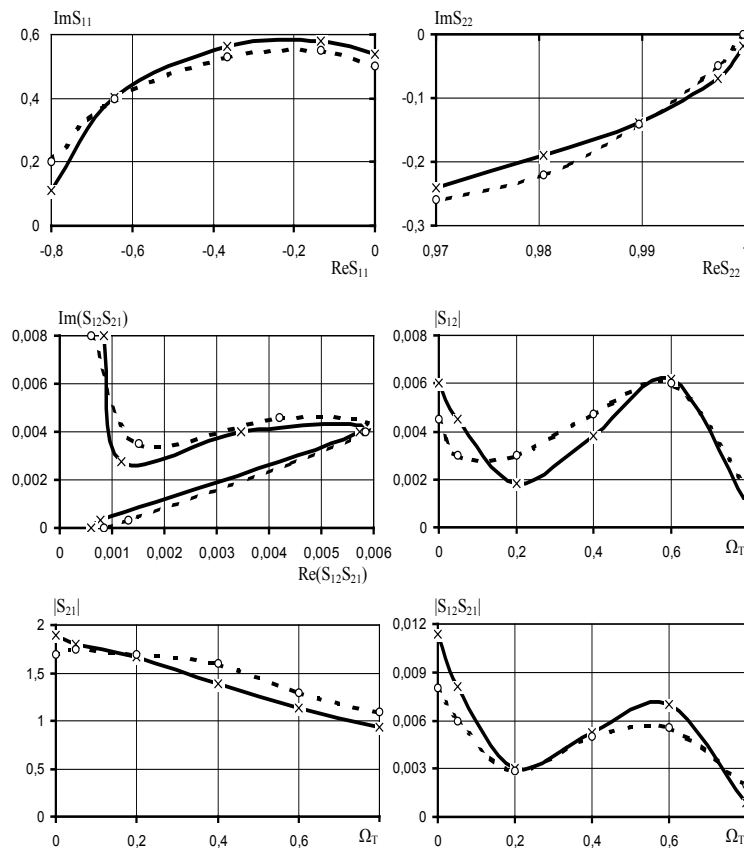 ImS11
0,6
0,4
0,2
0
-0,8 -0,6 -0,4 -0,2 0
ReS11
ImS22
0
-0,1
-0,2
-0,3
0,97 0,98 0,99
ReS22
Im(S12S21)
0,008
0,006
0,004
0,002
0
0 0,001 0,002 0,003 0,004 0,005 0,006
Re(S12S21)
|S12|
0,008
0,006
0,004
0,002
0
0 0,2 0,4 0,6 ΩT
|S21|
2
1,5
1
0,5
0
0 0,2 0,4 0,6 ΩT
|S12S21|
0,012
0,009
0,006
0,003
0
0 0,2 0,4 0,6 ΩT